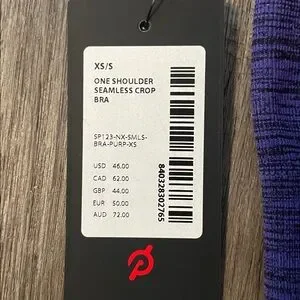 XS/S
ONE SHOULDER
SEAMLESS CROP
BRA
SP123-NX-SMLS-
BRA-PURP-XS
USD 46.00
CAD 62.00
GBP 44.00
EUR 50.00
AUD 72.00
840328302765